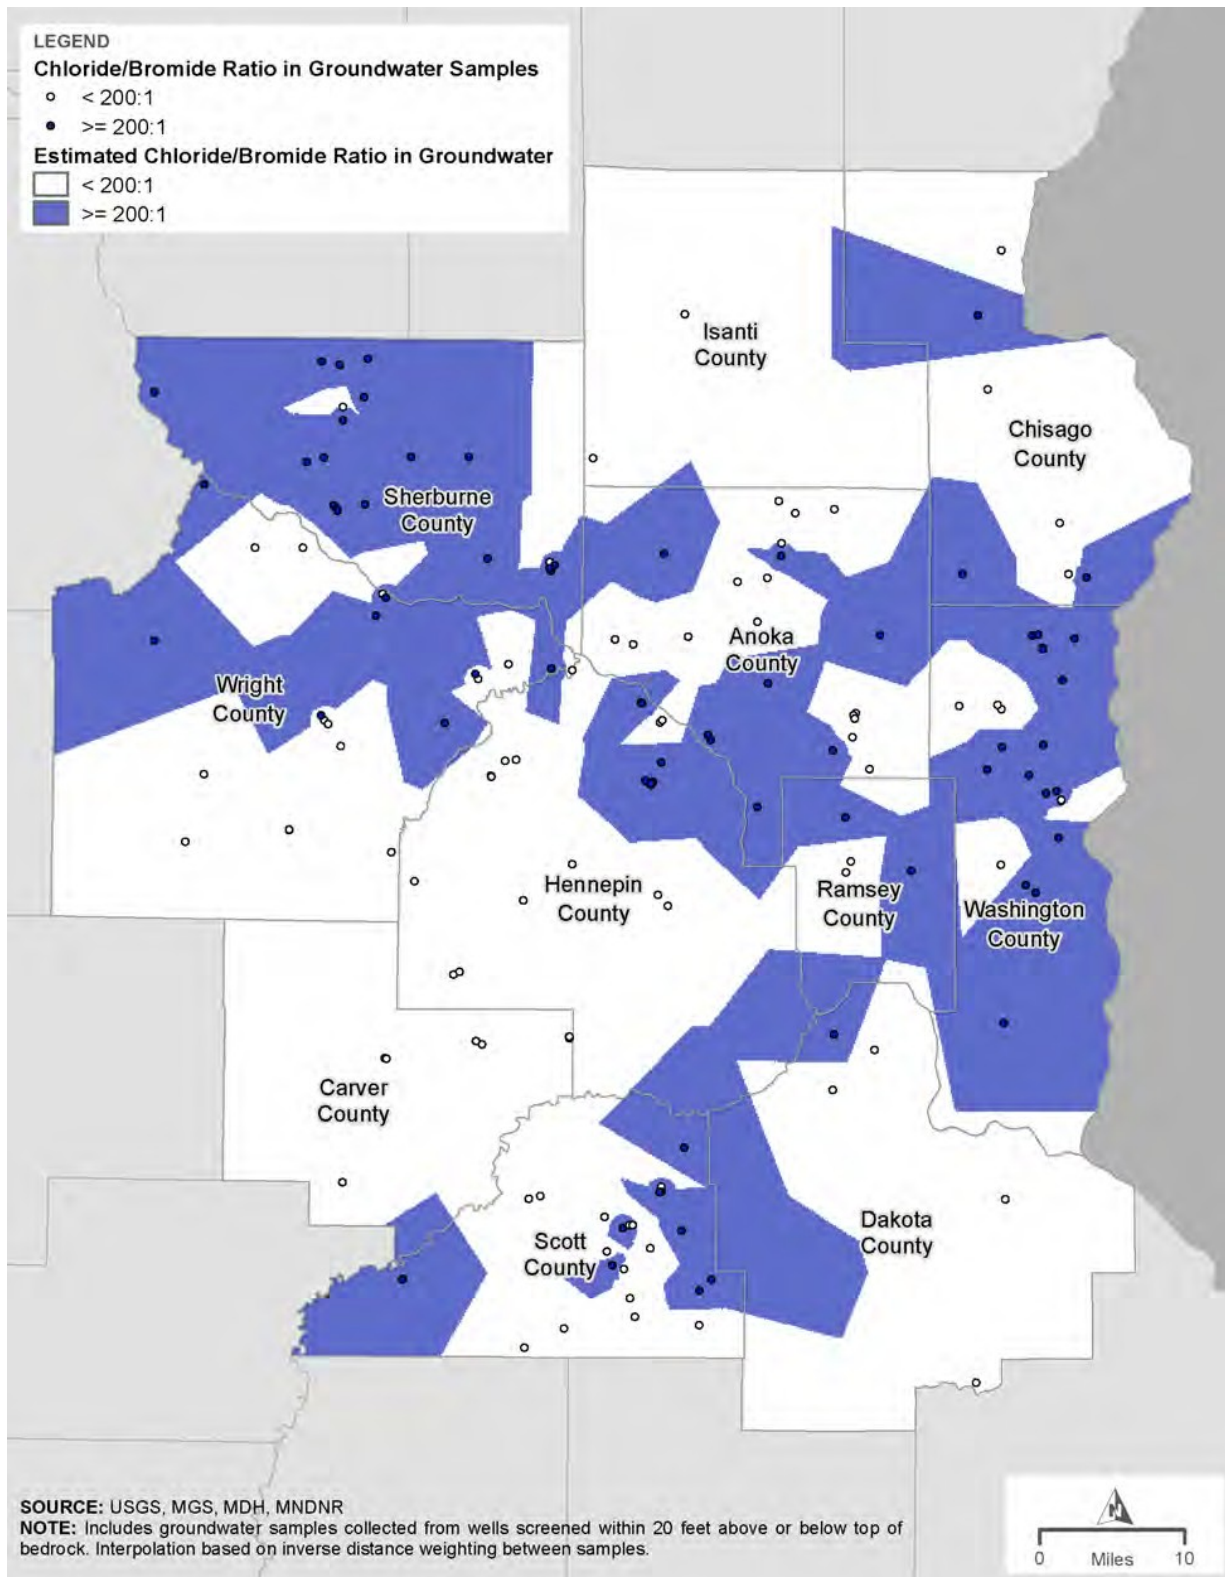 LEGEND
Chloride/Bromide Ratio in Groundwater Samples
< 200:1
>= 200:1
Estimated Chloride/Bromide Ratio in Groundwater
< 200:1
>= 200:1
Isanti
County
Chisago
County
Sherburne
County
Anoka
County
Wright
County
Hennepin
County
Ramsey
County
Washington
County
Carver
County
Scott
County
Dakota
County
SOURCE: USGS, MGS, MDH, MNDNR
NOTE: Includes groundwater samples collected from wells screened within 20 feet above or below top of
bedrock. Interpolation based on inverse distance weighting between samples.
N
0 Miles 10